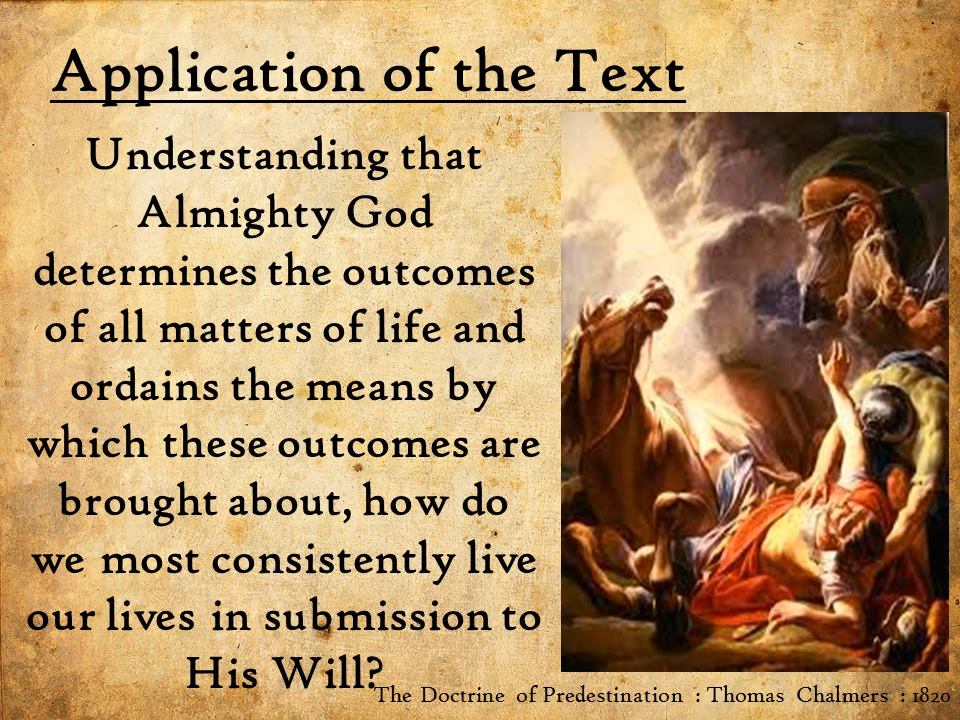 Application of the Text
Understanding that
Almighty God
determines the outcomes
of all matters of life and
ordains the means by
which these outcomes are
brought about, how do
we most consistently live
our lives in submission to
His Will?
The Doctrine of Predestination : Thomas Chalmers : 1820